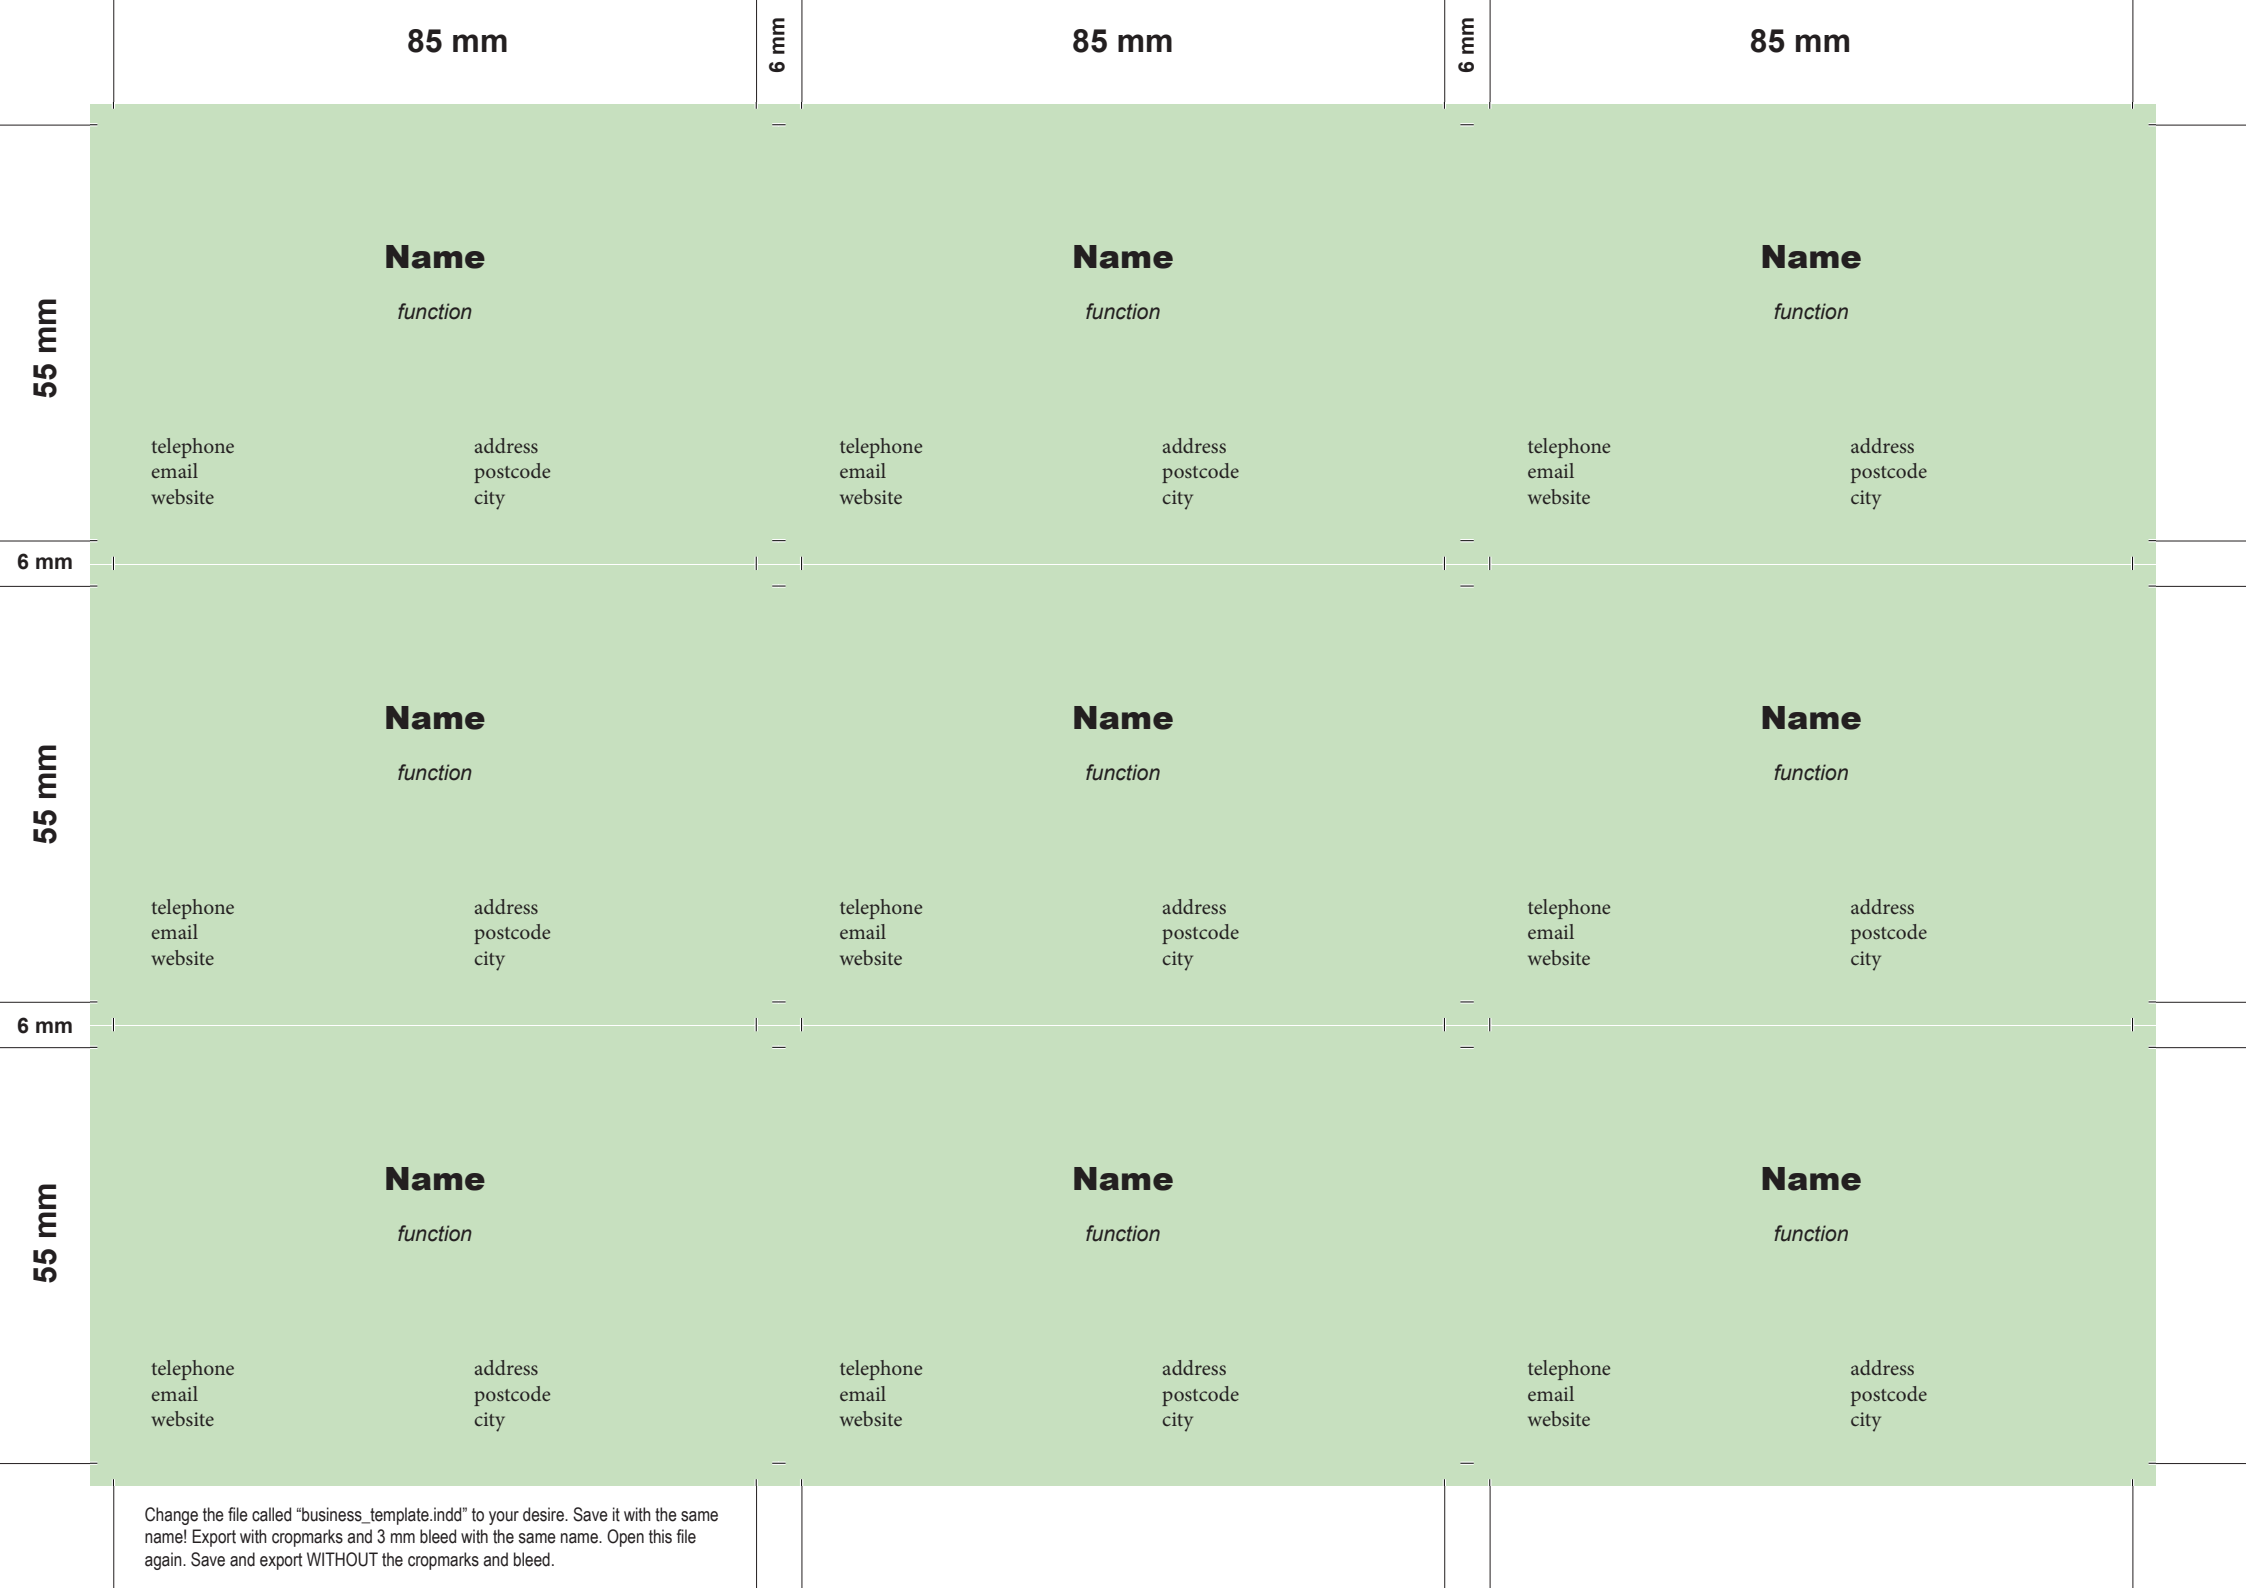 85 mm
6 mm
85 mm
6 mm
85 mm
55 mm
Name
Name
Name
function
function
function
telephone
email
website
address
postcode
city
telephone
email
website
address
postcode
city
telephone
email
website
address
postcode
city
6 mm
55 mm
Name
Name
Name
function
function
function
telephone
email
website
address
postcode
city
telephone
email
website
address
postcode
city
telephone
email
website
address
postcode
city
6 mm
55 mm
Name
Name
Name
function
function
function
telephone
email
website
address
postcode
city
telephone
email
website
address
postcode
city
telephone
email
website
address
postcode
city
Change the file called “business_template.indd” to your desire. Save it with the same
name! Export with cropmarks and 3 mm bleed with the same name. Open this file
again. Save and export WITHOUT the cropmarks and bleed.